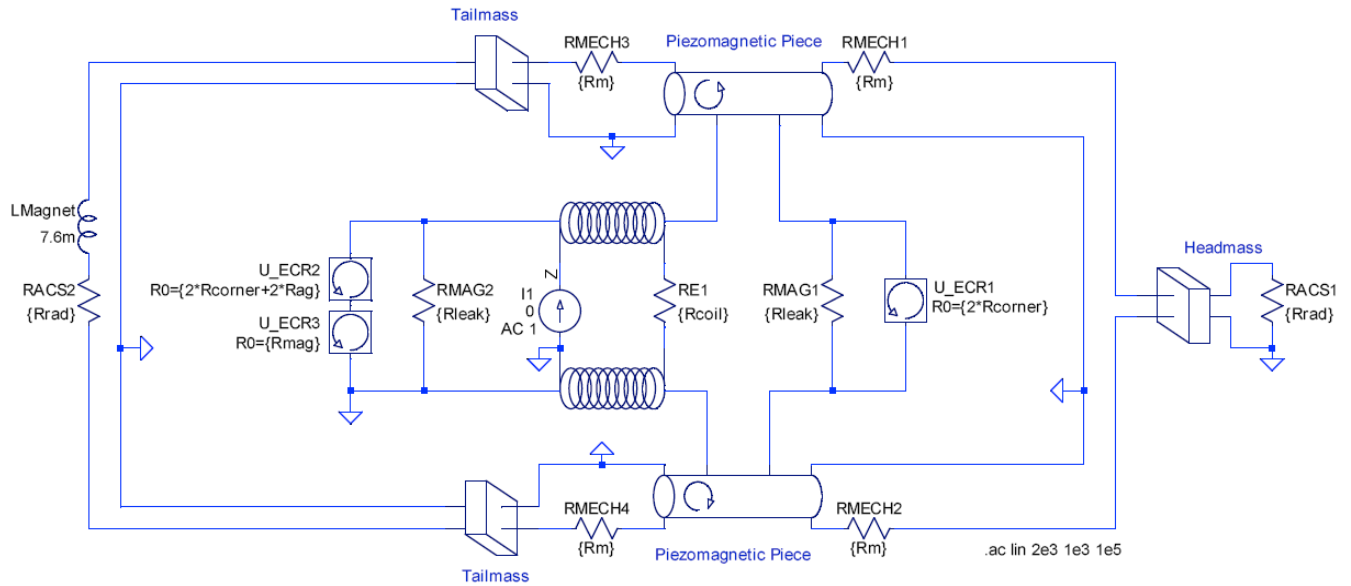 Tailmass
RMECH3
{Rm}
Piezomagnetic Piece
RMECH1
{Rm}
LMagnet
7.6m
RACS2
{Rrad}
U_ECR2
R0={2*Rcorner+2*Rag}
U_ECR3
R0={Rmag}
RMAG2
{Rleak}
Z
I1
0
AC 1
RE1
{Rcoil}
RMAG1
{Rleak}
U_ECR1
R0={2*Rcorner}
Headmass
RACS1
{Rrad}
RMECH4
{Rm}
RMECH2
{Rm}
Tailmass
Piezomagnetic Piece
.ac lin 2e3 1e3 1e5